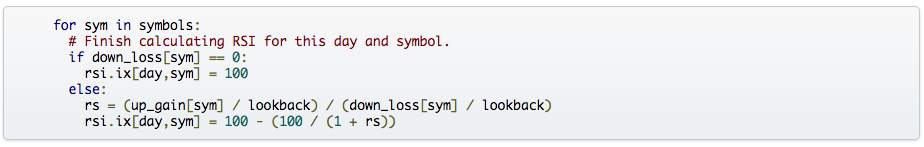 for sym in symbols:
  # Finish calculating RSI for this day and symbol.
  if down_loss[sym] == 0:
    rsi.ix[day,sym] = 100
  else:
    rs = (up_gain[sym] / lookback) / (down_loss[sym] / lookback)
    rsi.ix[day,sym] = 100 - (100 / (1 + rs))